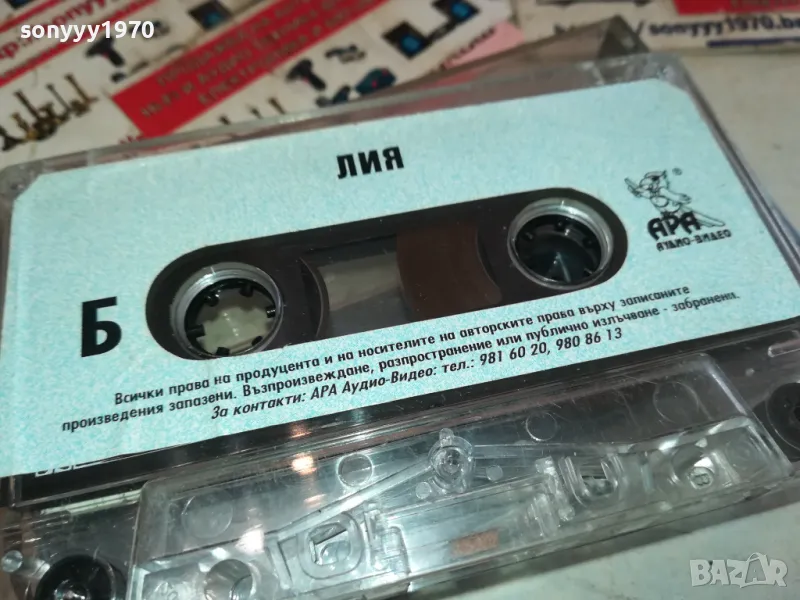 sonyyy1970
sonyyy1970
ЛИЯ
АРА
АУДИО-ВИДЕО
Б
Всички права на продуцента и на носителите на авторските права върху записаните
произведения запазени. Възпроизвеждане, разпространение или публично излъчване - забранени.
За контакти: АРА Аудио-Видео: тел.: 981 60 20, 980 86 13
BAZAR